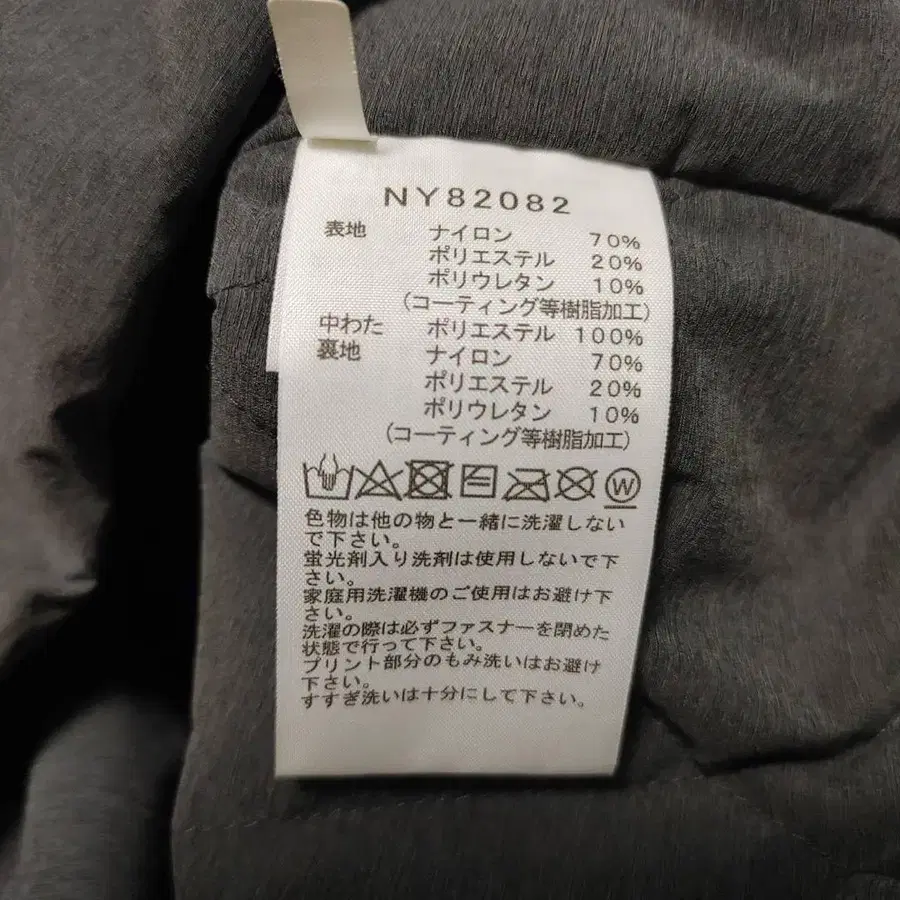 NY82082
表地 ナイロン 70%
ポリエステル 20%
ポリウレタン 10%
(コーティング等樹脂加工)
中わた ポリエステル 100%
裏地 ナイロン 70%
ポリエステル 20%
ポリウレタン 10%
(コーティング等樹脂加工)
W
色物は他の物と一緒に洗濯しない
で下さい。
蛍光剤入り洗剤は使用しないで下
さい。
家庭用洗濯機のご使用はお避け下
さい。
洗濯の際は必ずファスナーを閉めた
状態で行って下さい。
プリント部分のもみ洗いはお避け
下さい。
すすぎ洗いは十分にして下さい。